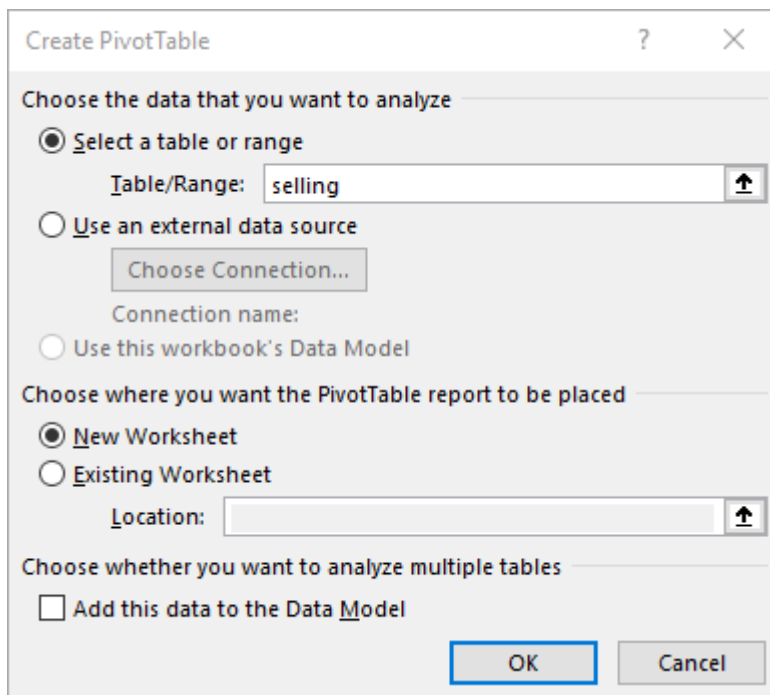 Create PivotTable ?
Choose the data that you want to analyze
Select a table or range
Table/Range: selling
Use an external data source
Choose Connection...
Connection name:
Use this workbook's Data Model
Choose where you want the PivotTable report to be placed
New Worksheet
Existing Worksheet
Location:
Choose whether you want to analyze multiple tables
Add this data to the Data Model
OK Cancel